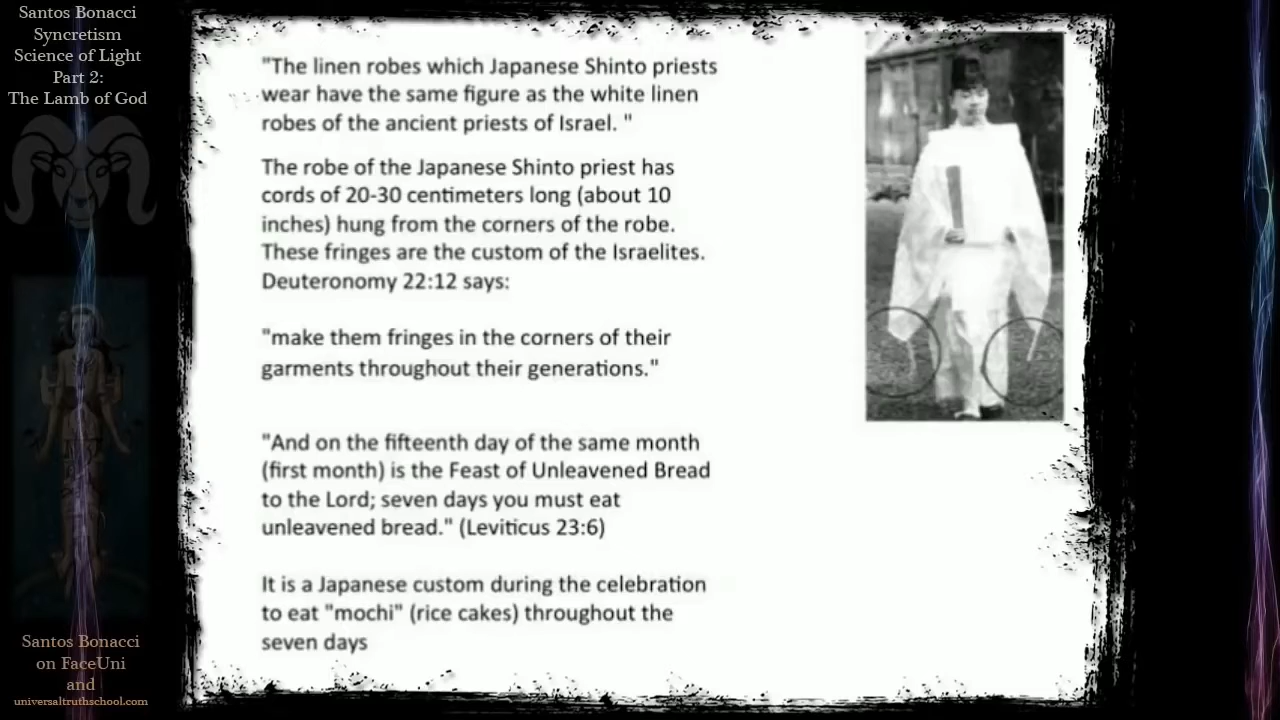 Santos Bonacci
Syncretism
Science of Light
Part 2:
The Lamb of God
"The linen robes which Japanese Shinto priests
wear have the same figure as the white linen
robes of the ancient priests of Israel. "
The robe of the Japanese Shinto priest has
cords of 20-30 centimeters long (about 10
inches) hung from the corners of the robe.
These fringes are the custom of the Israelites.
Deuteronomy 22:12 says:
"make them fringes in the corners of their
garments throughout their generations."
"And on the fifteenth day of the same month
(first month) is the Feast of Unleavened Bread
to the Lord; seven days you must eat
unleavened bread." (Leviticus 23:6)
It is a Japanese custom during the celebration
to eat "mochi" (rice cakes) throughout the
seven days
Santos Bonacci
on FaceUni
and
universaltruthschool.com